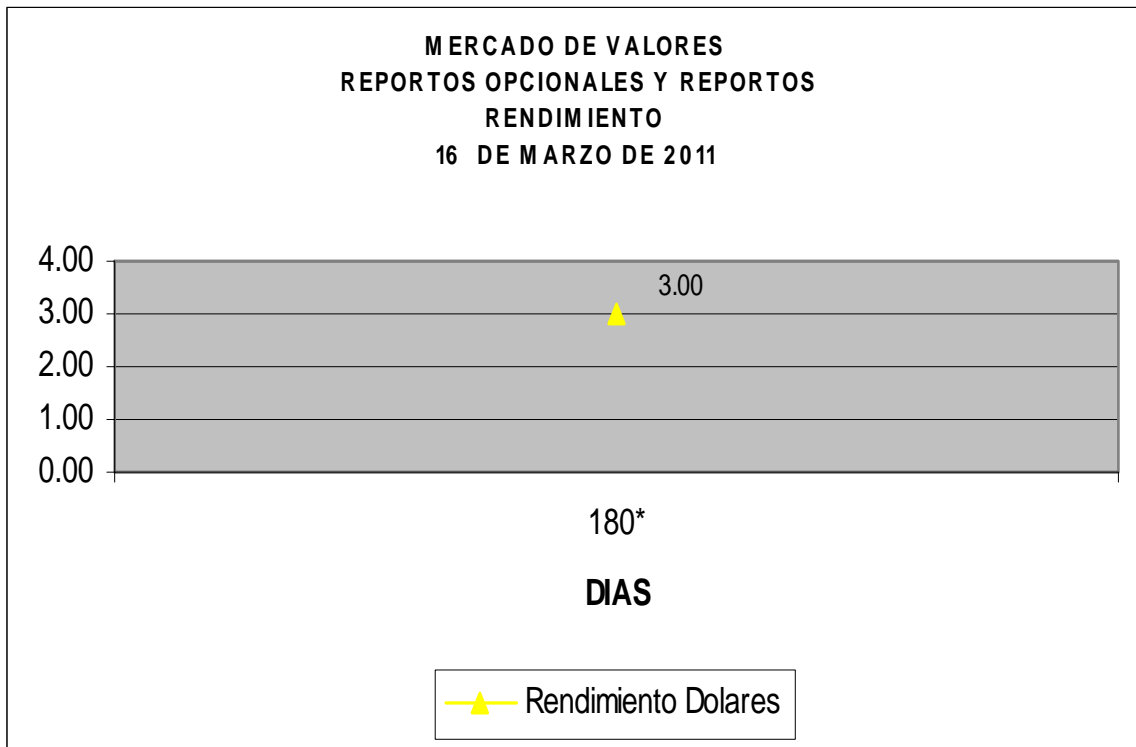 MERCADO DE VALORES
REPORTOS OPCIONALES Y REPORTOS
RENDIMIENTO
16 DE MARZO DE 2011
4.00
3.00
3.00
2.00
1.00
0.00
180*
DIAS
Rendimiento Dolares